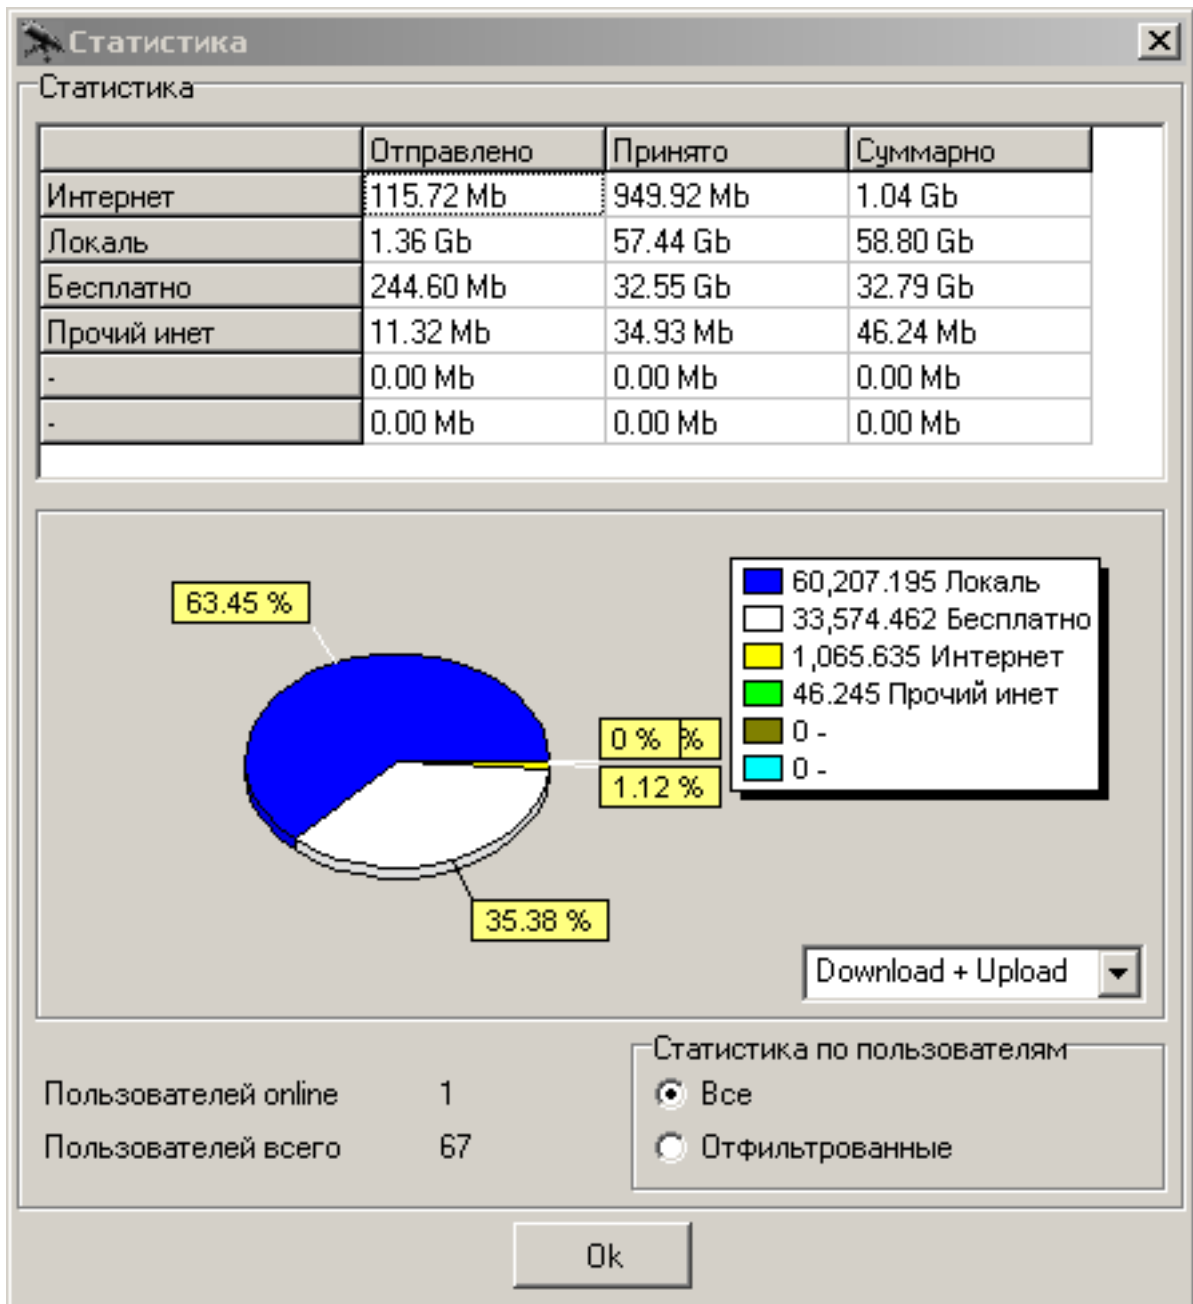 Статистика
Статистика
Отправлено Принято Суммарно
Интернет 115.72 Mb 949.92 Mb 1.04 Gb
Локаль 1.36 Gb 57.44 Gb 58.80 Gb
Бесплатно 244.60 Mb 32.55 Gb 32.79 Gb
Прочий инет 11.32 Mb 34.93 Mb 46.24 Mb
- 0.00 Mb 0.00 Mb 0.00 Mb
- 0.00 Mb 0.00 Mb 0.00 Mb
63.45 %
0 % %
1.12 %
35.38 %
60,207.195 Локаль
33,574.462 Бесплатно
1,065.635 Интернет
46.245 Прочий инет
0 -
0 -
Download + Upload
Пользователей online 1
Пользователей всего 67
Статистика по пользователям
Все
Отфильтрованные
Ok